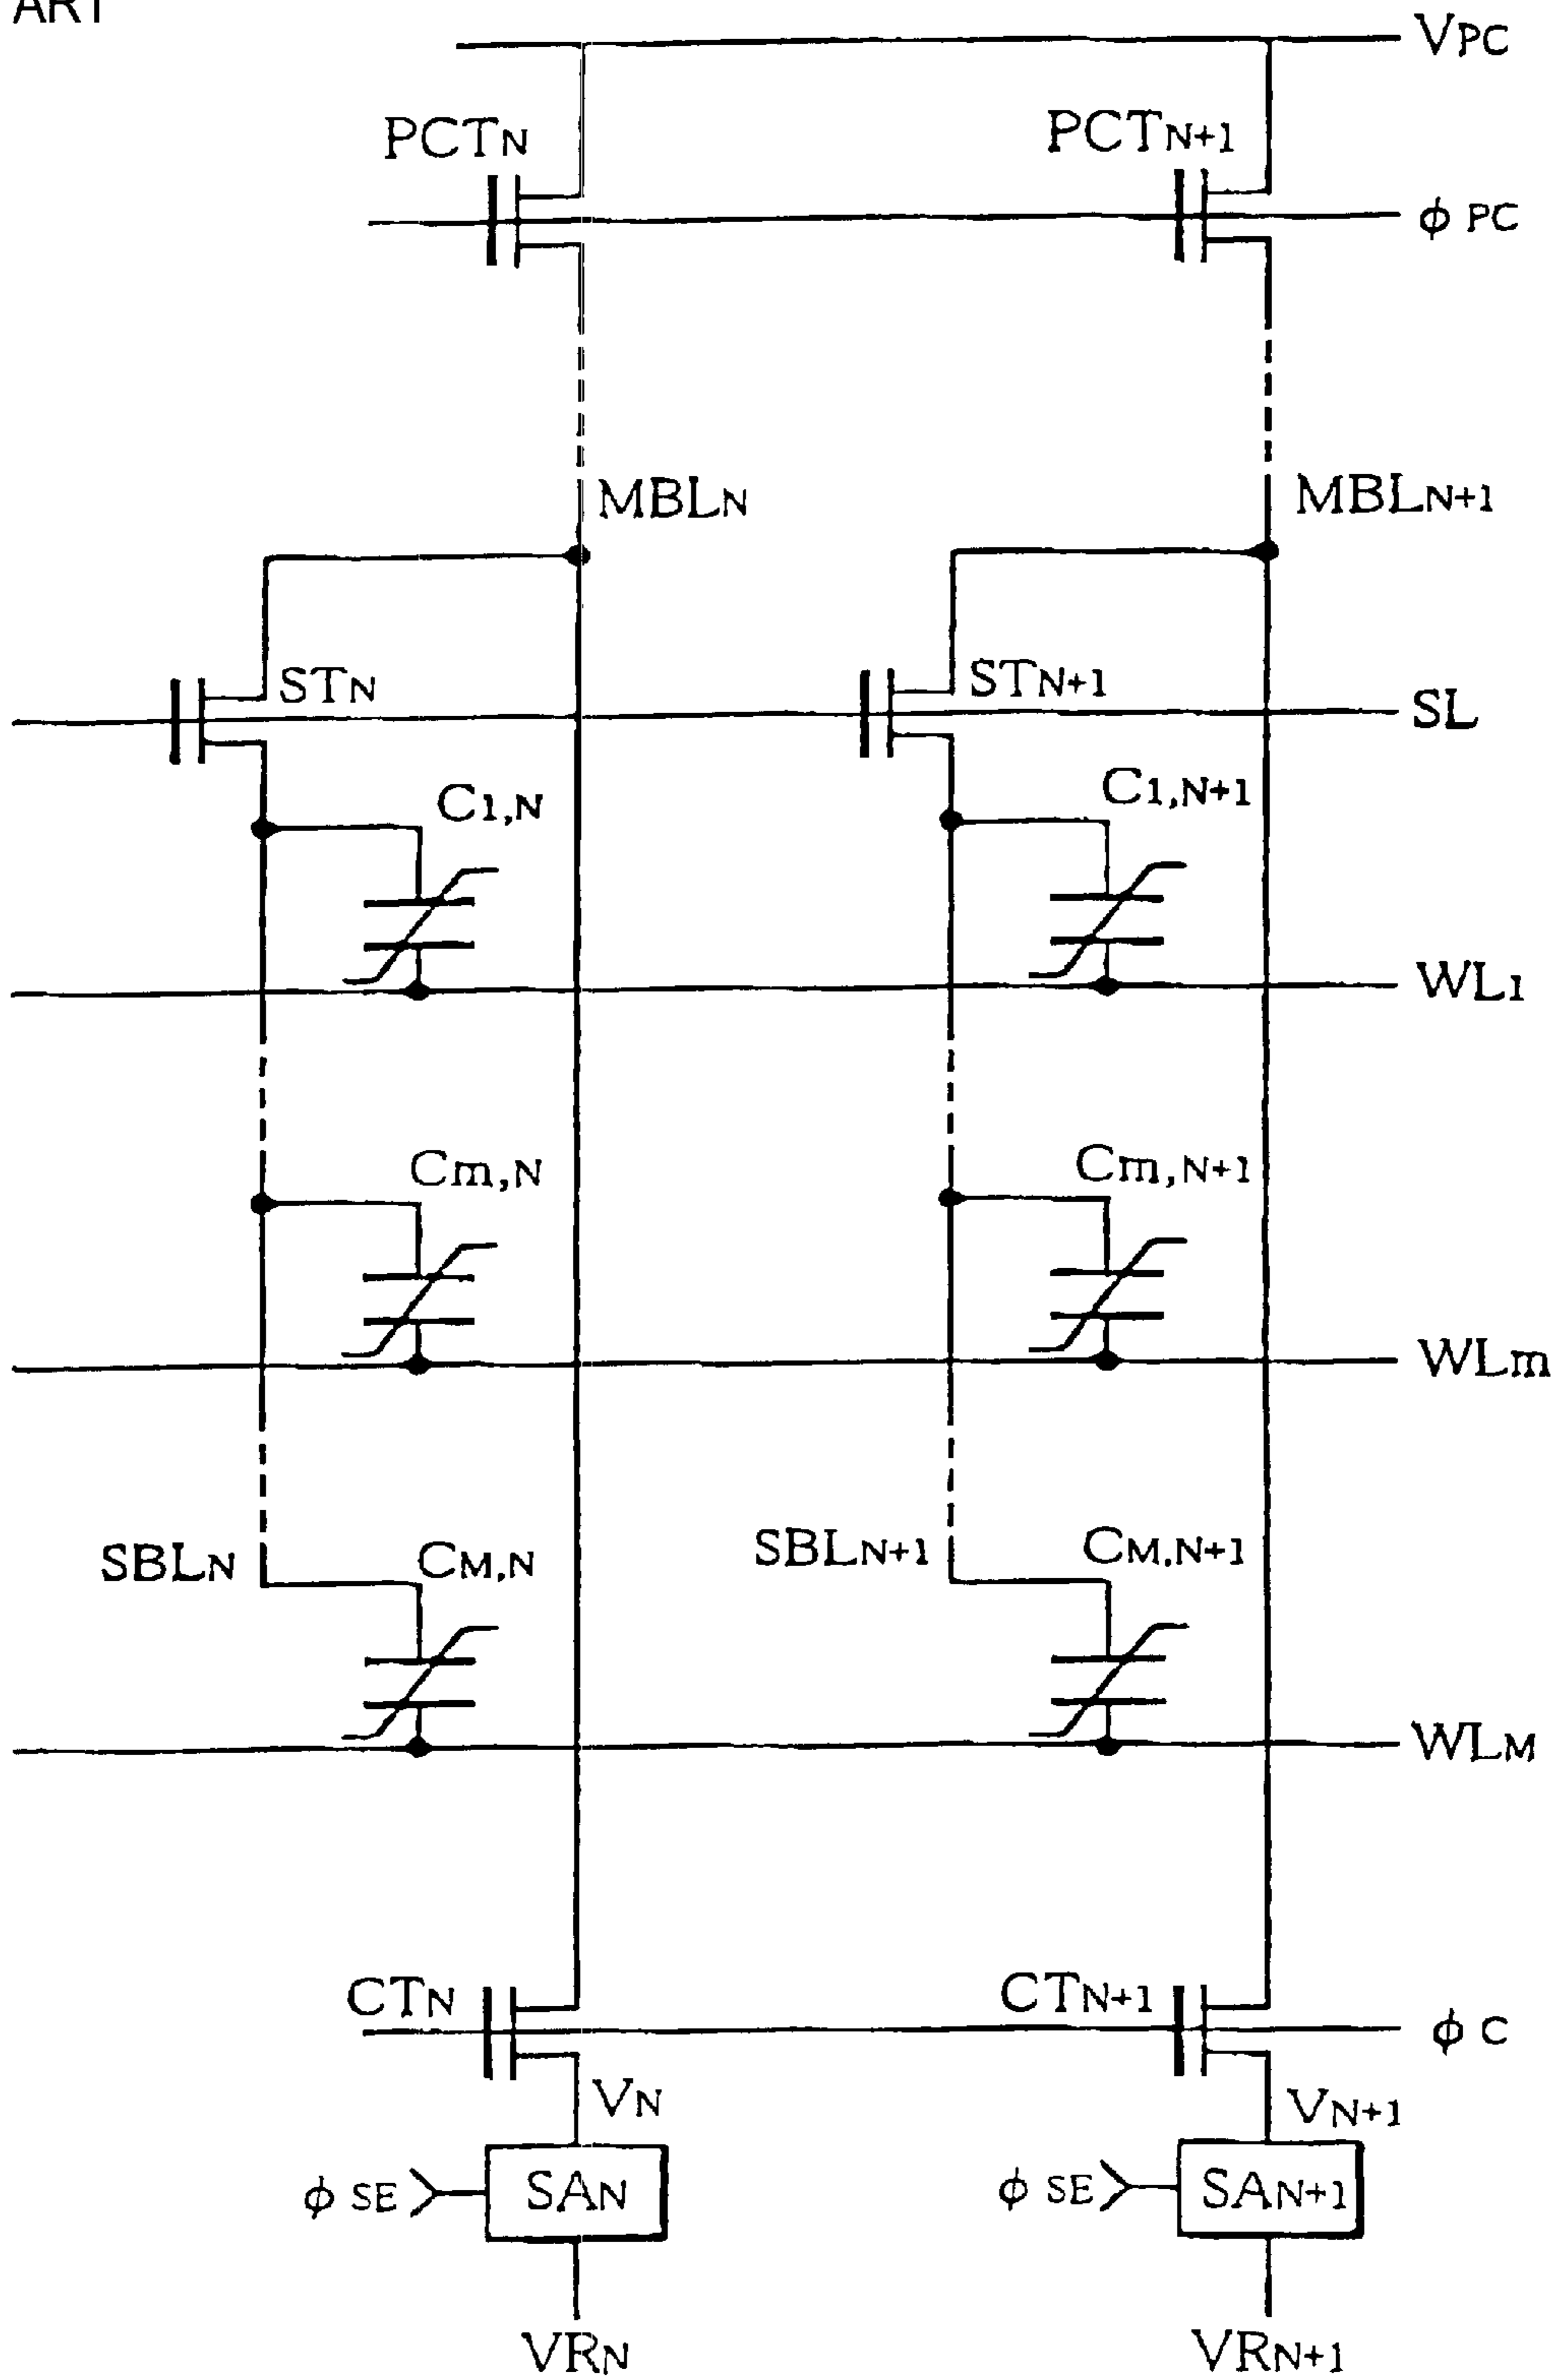 ART
VPC
PCTN
PCTN+1
ϕ PC
MBLN
MBLN+1
STN
STN+1
SL
C1,N
C1,N+1
WL1
Cm,N
Cm,N+1
WLm
SBLN
CM,N
SBLN+1
CM,N+1
WLM
CTN
CTN+1
ϕ C
VN
VN+1
ϕ SE
SAN
ϕ SE
SAN+1
VRN
VRN+1